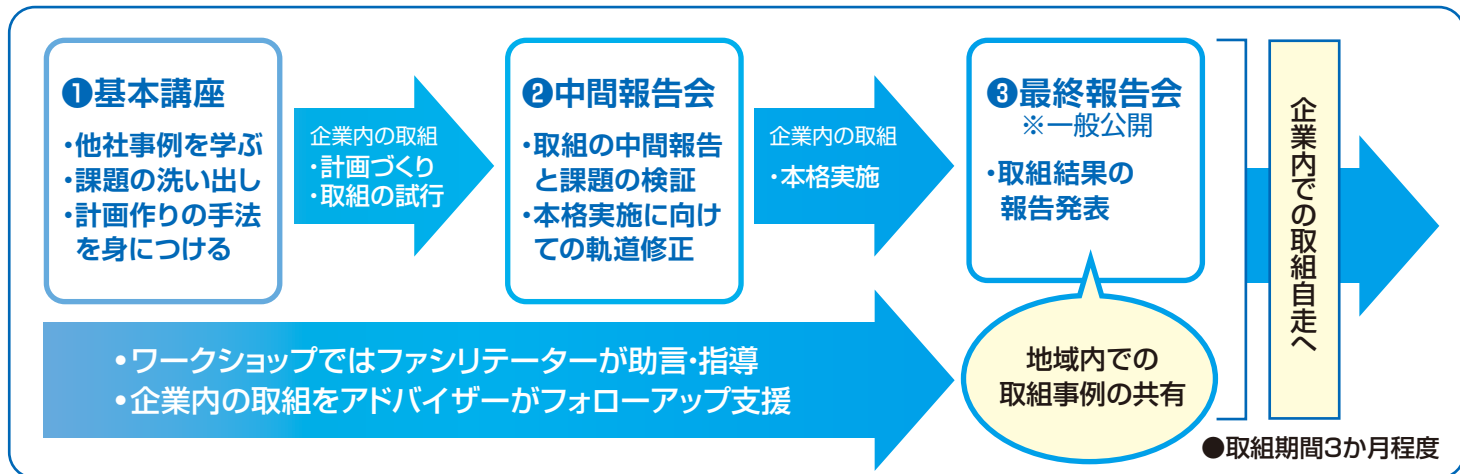 ❶基本講座
・他社事例を学ぶ
・課題の洗い出し
・計画作りの手法
を身につける
企業内の取組
・計画づくり
・取組の試行
❷中間報告会
・取組の中間報告
と課題の検証
・本格実施に向け
ての軌道修正
企業内の取組
・本格実施
❸最終報告会
※一般公開
・取組結果の
報告発表
企業内での取組自走へ
•ワークショップではファシリテーターが助言・指導
•企業内の取組をアドバイザーがフォローアップ支援
地域内での
取組事例の共有
●取組期間3か月程度